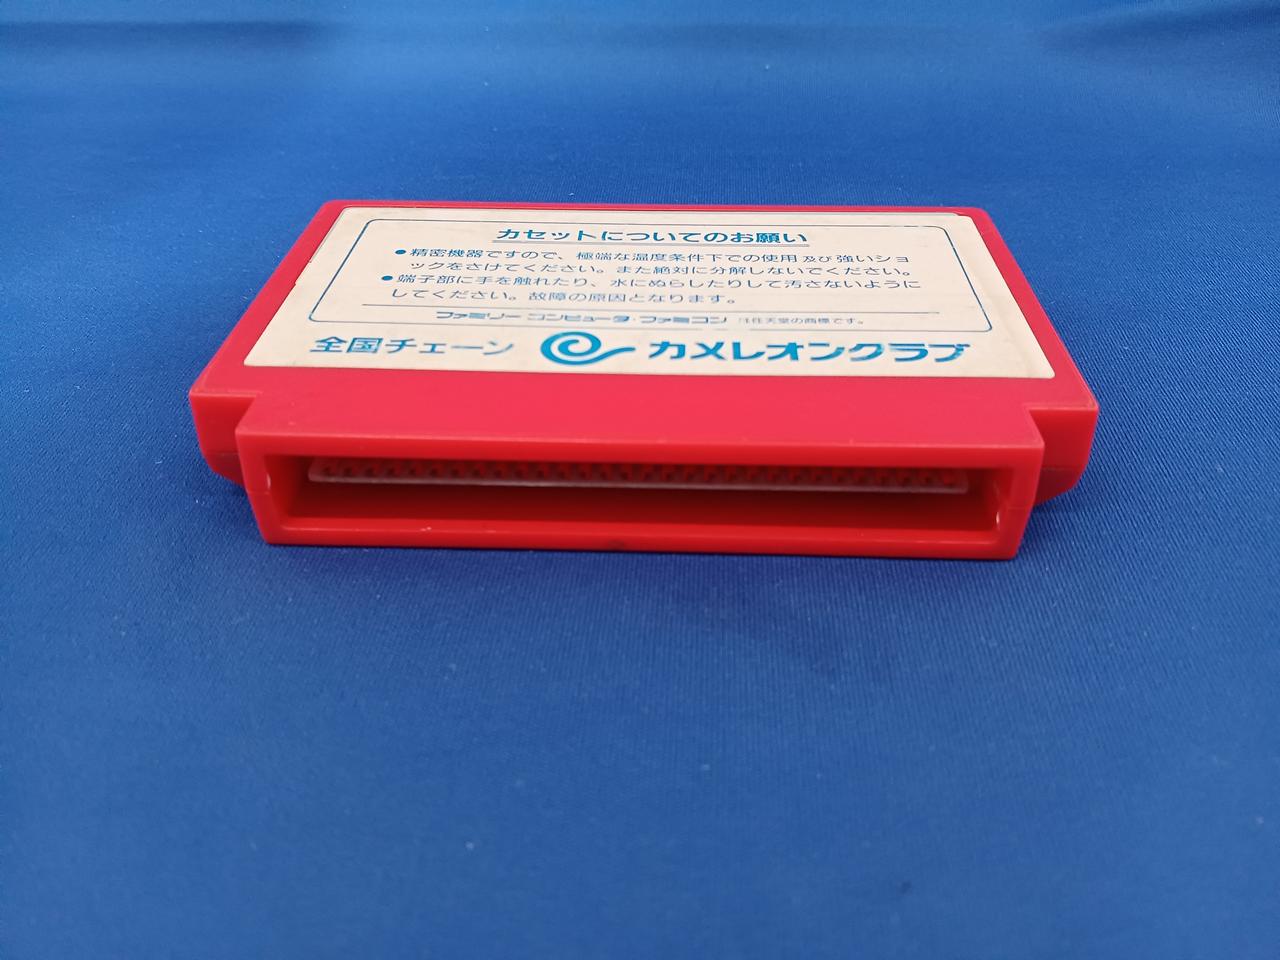 カセットについてのお願い
●精密機器ですので、極端な温度条件下での使用及び強いショ
ックをさけてください。また絶対に分解しないでください。
●端子部に手を触れたり、水にぬらしたりして汚さないように
してください。故障の原因となります。
ファミリーコンピュータ・ファミコンは任天堂の商標です。
全国チェーン カメレオンクラブ